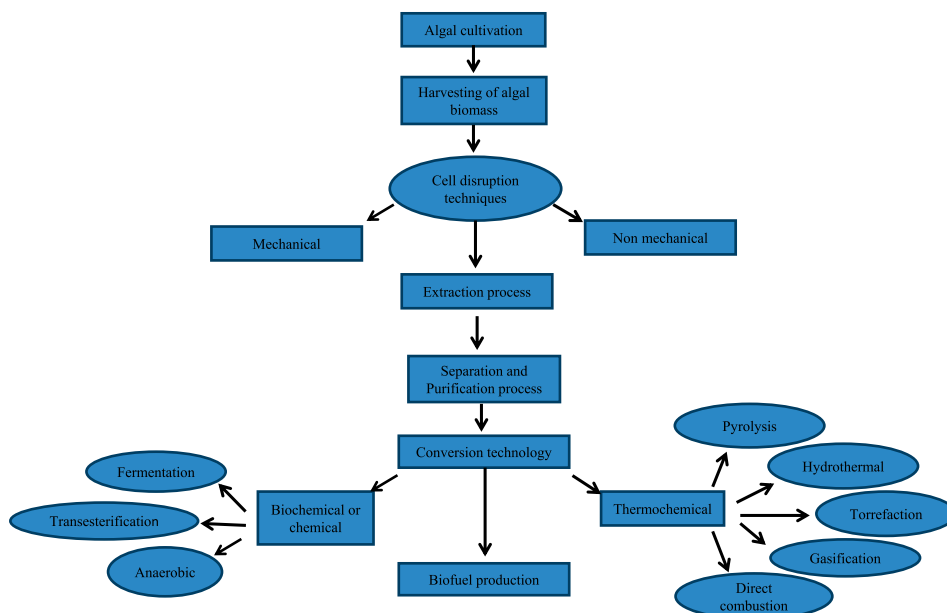 Algal cultivation
Harvesting of algal
biomass
Cell disruption
techniques
Mechanical
Non mechanical
Extraction process
Separation and
Purification process
Conversion technology
Biochemical or
chemical
Fermentation
Transesterification
Anaerobic
Biofuel production
Thermochemical
Pyrolysis
Hydrothermal
Torrefaction
Gasification
Direct
combustion